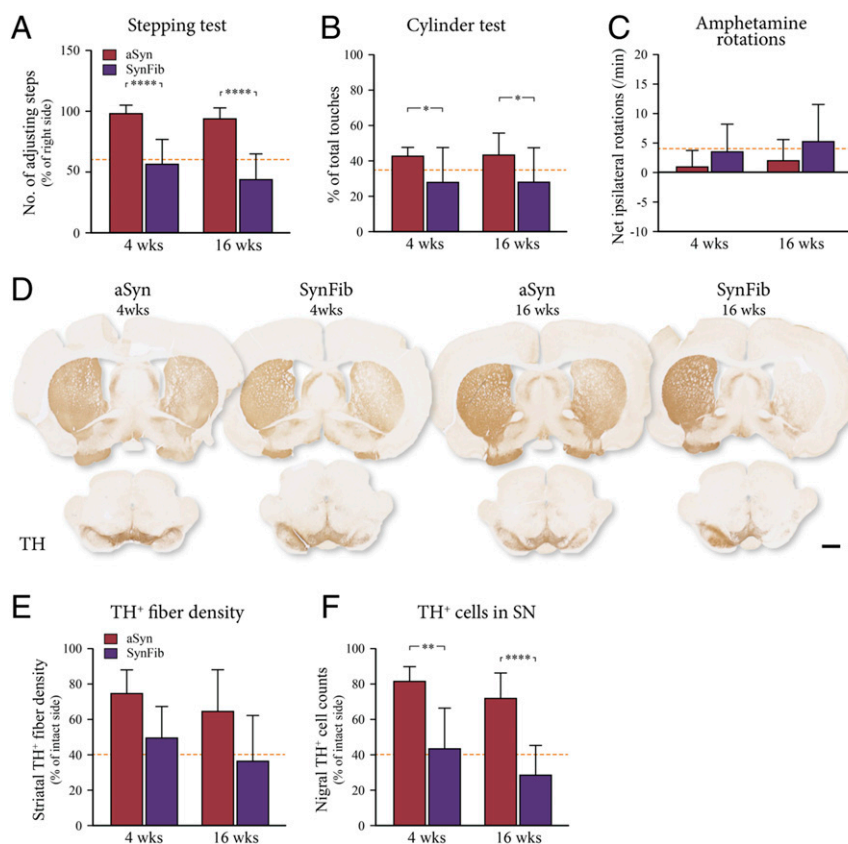 A
Stepping test
aSyn
SynFib
No. of adjusting steps
(% of right side)
150
100
50
0
****
****
4 wks
16 wks
B
Cylinder test
% of total touches
100
80
60
40
20
0
*
*
4 wks
16 wks
C
Amphetamine
rotations
Net ipsilateral rotations (/min)
20
15
10
5
0
-5
-10
4 wks
16 wks
D
aSyn
4wks
SynFib
4wks
aSyn
16 wks
SynFib
16 wks
TH
E
TH⁺ fiber density
aSyn
SynFib
Striatal TH⁺ fiber density
(% of intact side)
100
80
60
40
20
0
4 wks
16 wks
F
TH⁺ cells in SN
Nigral TH⁺ cell counts
(% of intact side)
100
80
60
40
20
0
**
****
4 wks
16 wks